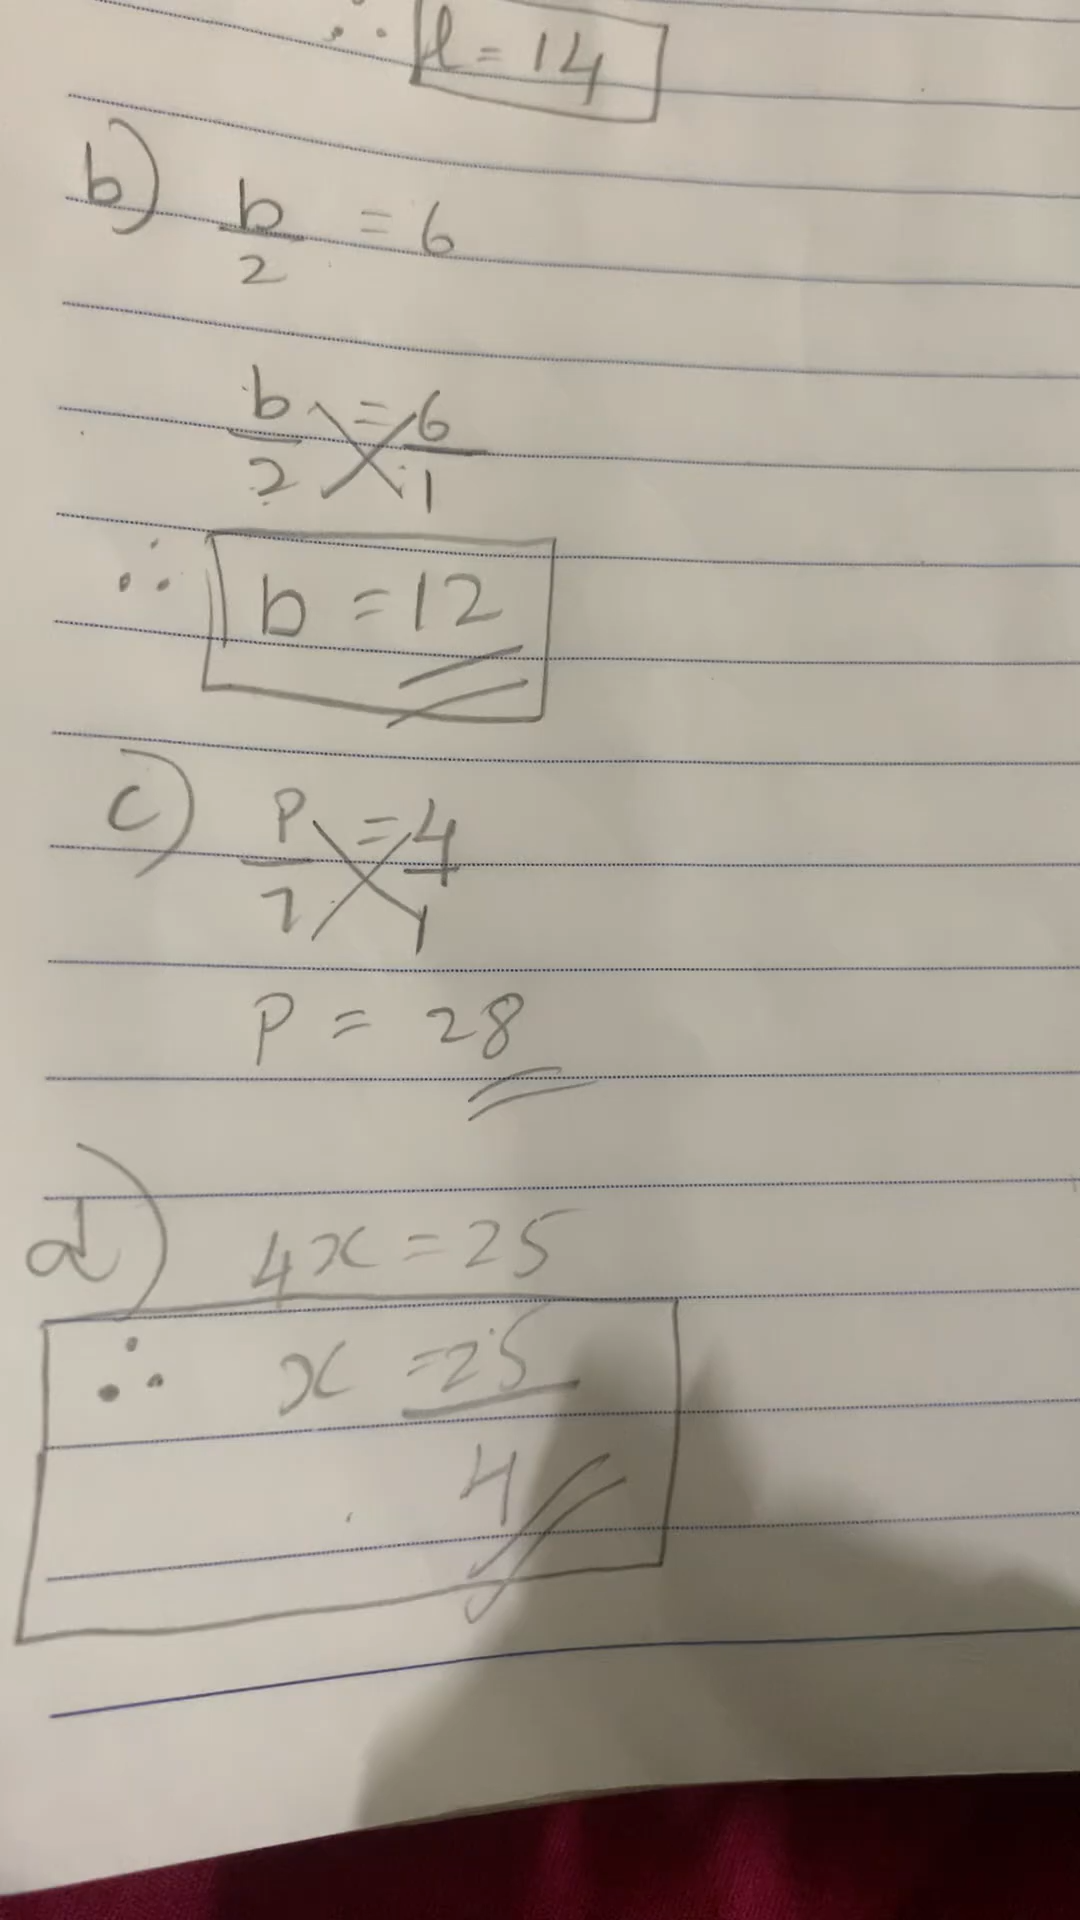 ∴ l = 14
b) b/2 = 6
b/2 = 6/1
∴ b = 12
c) P/7 = 4/1
P = 28
d) 4x = 25
∴ x = 25/4